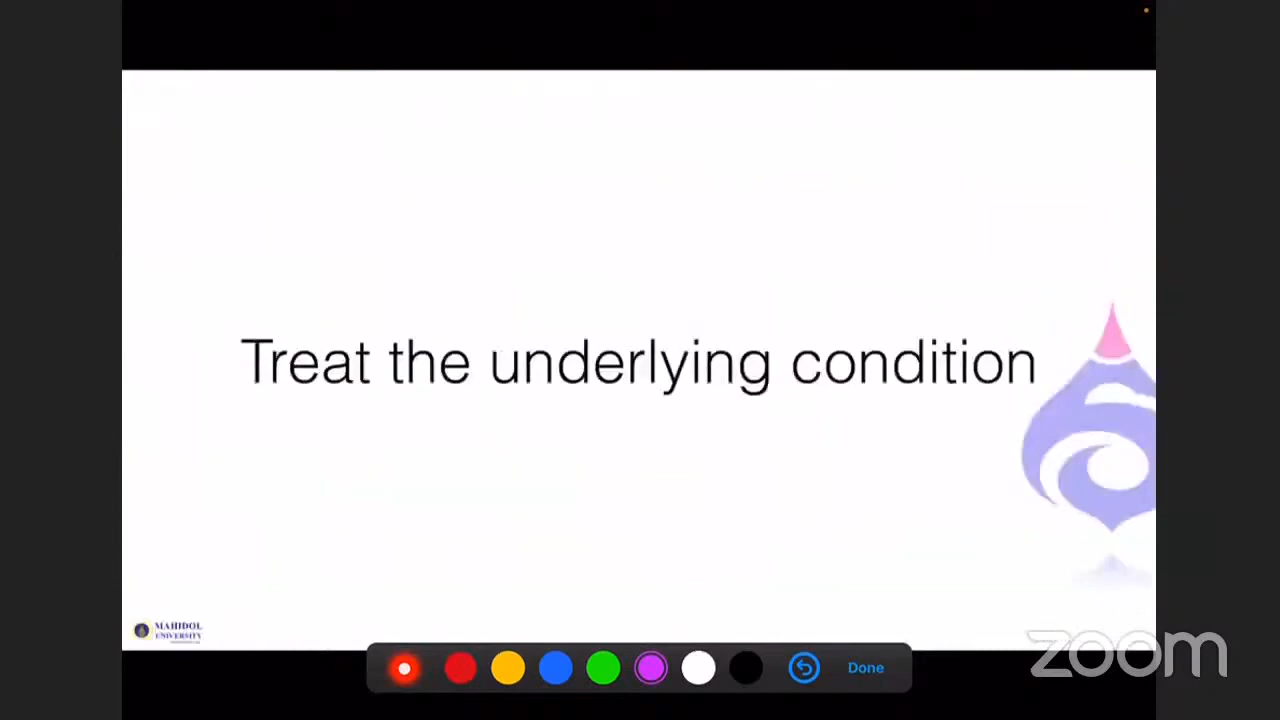 Treat the underlying condition
MAHIDOL
UNIVERSITY
Done
zoom